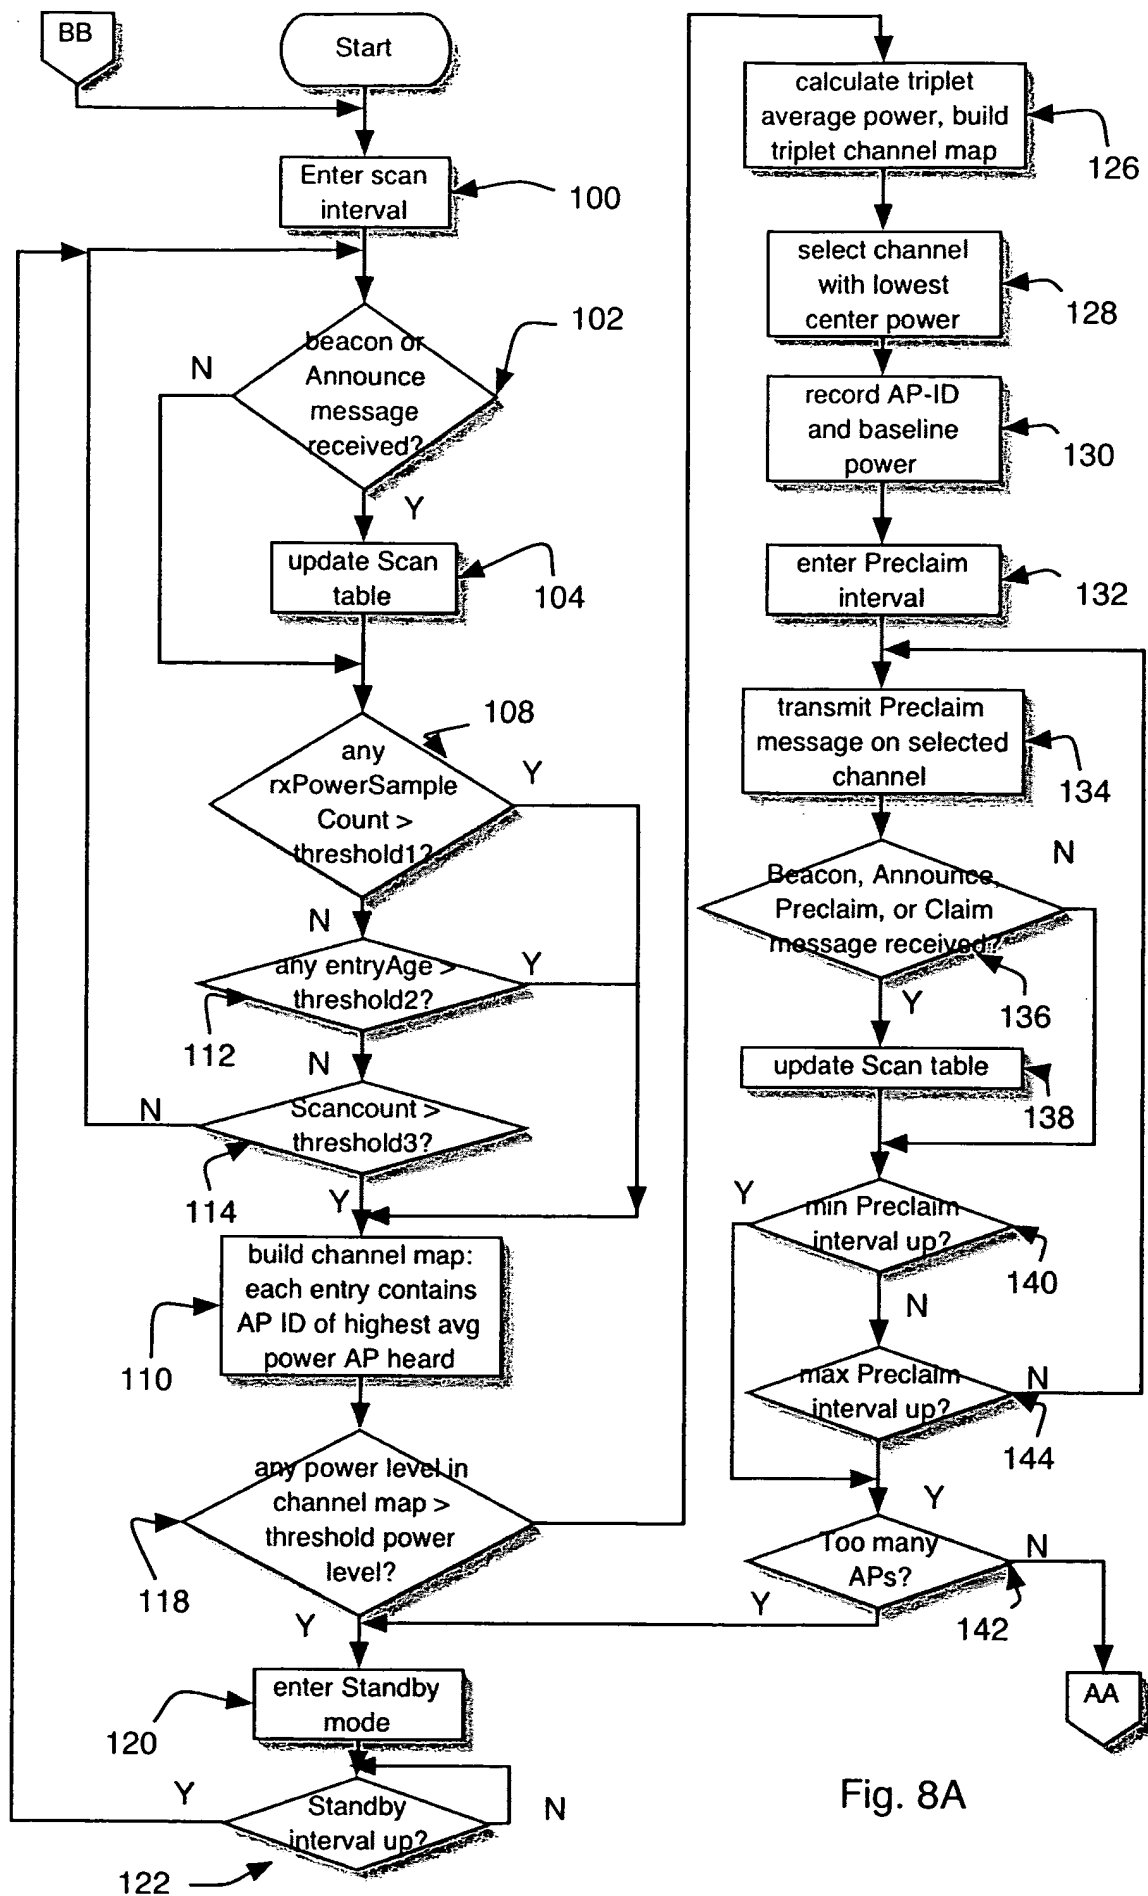 BB
Start
Enter scan
interval
100
beacon or
Announce
message
received?
102
N
Y
update Scan
table
104
any
rxPowerSample
Count >
threshold1?
108
Y
N
any entryAge >
threshold2?
Y
112
N
Scancount >
threshold3?
N
114
Y
build channel map:
each entry contains
AP ID of highest avg
power AP heard
110
any power level in
channel map >
threshold power
level?
118
Y
enter Standby
mode
120
Standby
interval up?
Y
N
122
calculate triplet
average power, build
triplet channel map
126
select channel
with lowest
center power
128
record AP-ID
and baseline
power
130
enter Preclaim
interval
132
transmit Preclaim
message on selected
channel
134
Beacon, Announce,
Preclaim, or Claim
message received?
N
136
Y
update Scan table
138
min Preclaim
interval up?
Y
140
N
max Preclaim
interval up?
N
144
Y
Too many
APs?
N
142
Y
AA
Fig. 8A